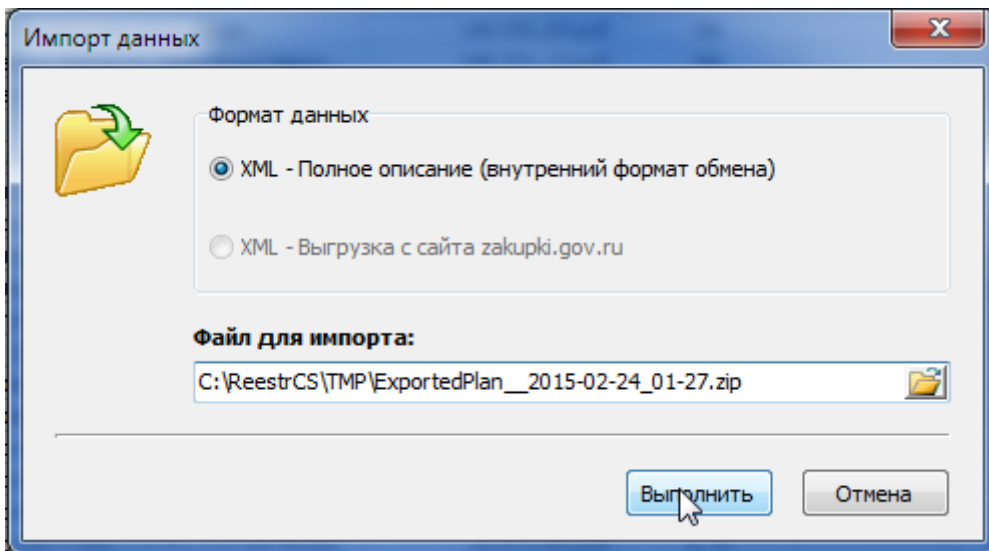 Импорт данных
Формат данных
XML - Полное описание (внутренний формат обмена)
XML - Выгрузка с сайта zakupki.gov.ru
Файл для импорта:
C:\ReestrCS\TMP\ExportedPlan__2015-02-24_01-27.zip
Выполнить
Отмена